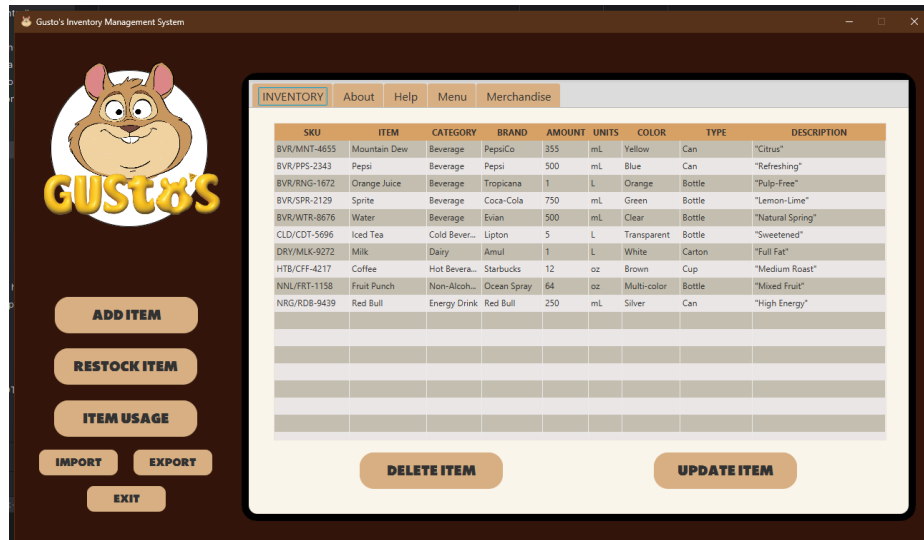 Gusto's Inventory Management System
GUSTO'S
INVENTORY About Help Menu Merchandise
SKU ITEM CATEGORY BRAND AMOUNT UNITS COLOR TYPE DESCRIPTION
BVR/MNT-4655 Mountain Dew Beverage PepsiCo 355 mL Yellow Can "Citrus"
BVR/PPS-2343 Pepsi Beverage Pepsi 500 mL Blue Can "Refreshing"
BVR/RNG-1672 Orange Juice Beverage Tropicana 1 L Orange Bottle "Pulp-Free"
BVR/SPR-2129 Sprite Beverage Coca-Cola 750 mL Green Bottle "Lemon-Lime"
BVR/WTR-8676 Water Beverage Evian 500 mL Clear Bottle "Natural Spring"
CLD/CDT-5696 Iced Tea Cold Bever... Lipton 5 L Transparent Bottle "Sweetened"
DRY/MLK-9272 Milk Dairy Amul 1 L White Carton "Full Fat"
HTB/CFF-4217 Coffee Hot Bevera... Starbucks 12 oz Brown Cup "Medium Roast"
NNL/FRT-1158 Fruit Punch Non-Alcoh... Ocean Spray 64 oz Multi-color Bottle "Mixed Fruit"
NRG/RDB-9439 Red Bull Energy Drink Red Bull 250 mL Silver Can "High Energy"
ADD ITEM
RESTOCK ITEM
ITEM USAGE
IMPORT EXPORT
EXIT
DELETE ITEM UPDATE ITEM